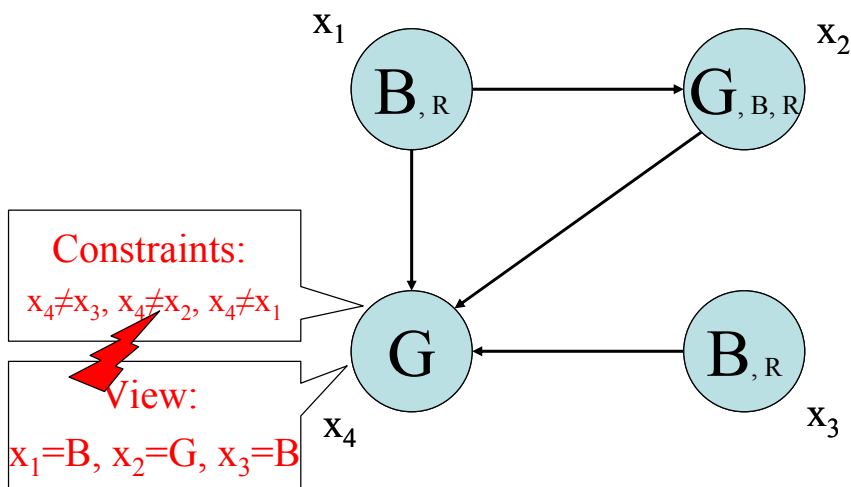 x₁
x₂
B, R
G, B, R
Constraints:
x₄≠x₃, x₄≠x₂, x₄≠x₁
G
B, R
View:
x₄
x₃
x₁=B, x₂=G, x₃=B